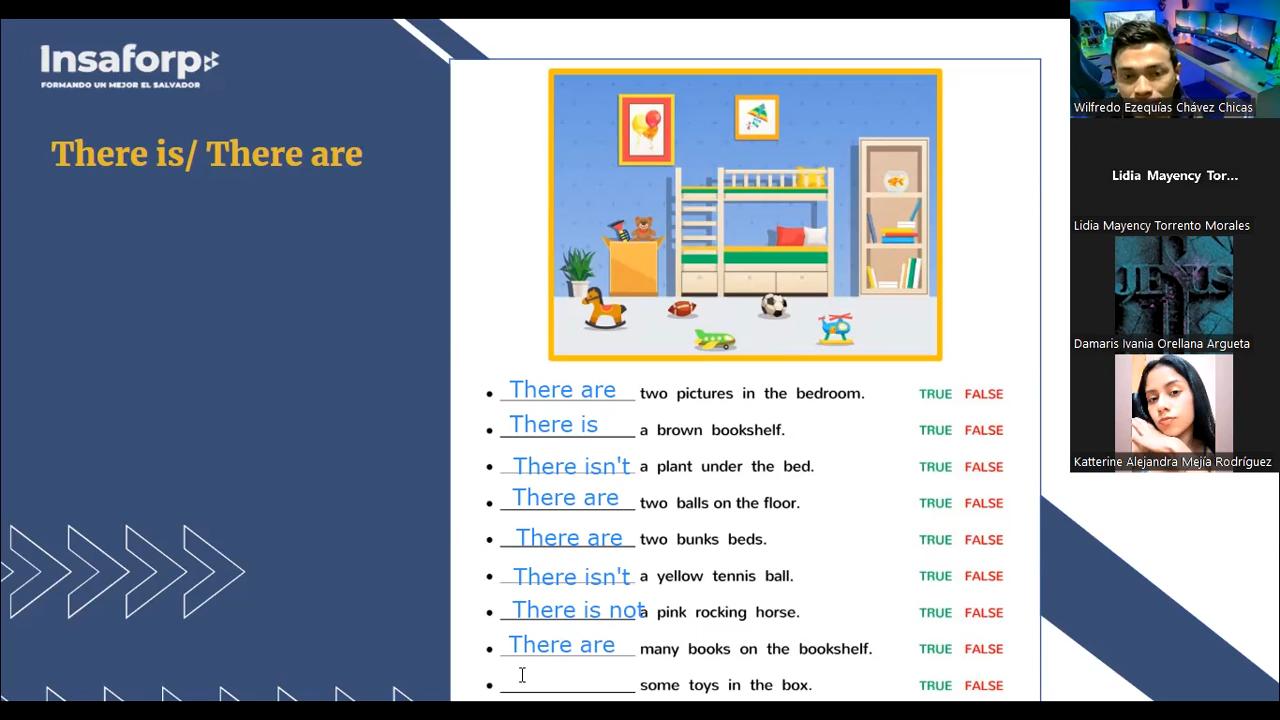 Insaforp
FORMANDO UN MEJOR EL SALVADOR
There is/ There are
There are two pictures in the bedroom. TRUE FALSE
There is a brown bookshelf. TRUE FALSE
There isn't a plant under the bed. TRUE FALSE
There are two balls on the floor. TRUE FALSE
There are two bunks beds. TRUE FALSE
There isn't a yellow tennis ball. TRUE FALSE
There is not a pink rocking horse. TRUE FALSE
There are many books on the bookshelf. TRUE FALSE
some toys in the box. TRUE FALSE
Wilfredo Ezequías Chávez Chicas
Lidia Mayency Tor...
Lidia Mayency Torrento Morales
JESUS
Damaris Ivania Orellana Argueta
Katterine Alejandra Mejía Rodríguez